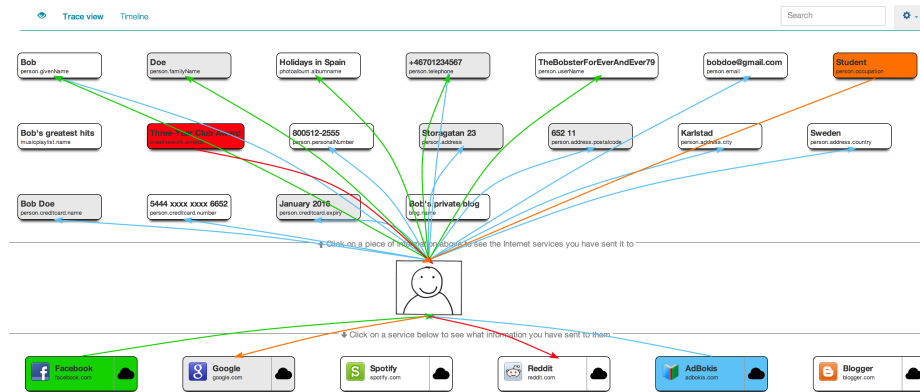 Trace view Timeline Search
Bob Doe Holidays in Spain +46701234567 TheBobsterForEverAndEver79 bobdoe@gmail.com Student
person.givenName person.familyName photoalbum.albumname person.telephone person.userName person.email person.occupation
Bob's greatest hits Three-Year Club Award 800512-2555 Storagatan 23 652 11 Karlstad Sweden
musicplaylist.name person.personalNumber person.address person.address.postalcode person.address.city person.address.country
Bob Doe 5444 xxxx xxxx 6652 January 2016 Bob's private blog
person.creditcard.name person.creditcard.number person.creditcard.expiry blog.name
Click on a piece of information above to see the Internet services you have sent it to
Click on a service below to see what information you have sent to them
Facebook Google Spotify Reddit AdBokis Blogger
facebook.com google.com spotify.com reddit.com adbokis.com blogger.com